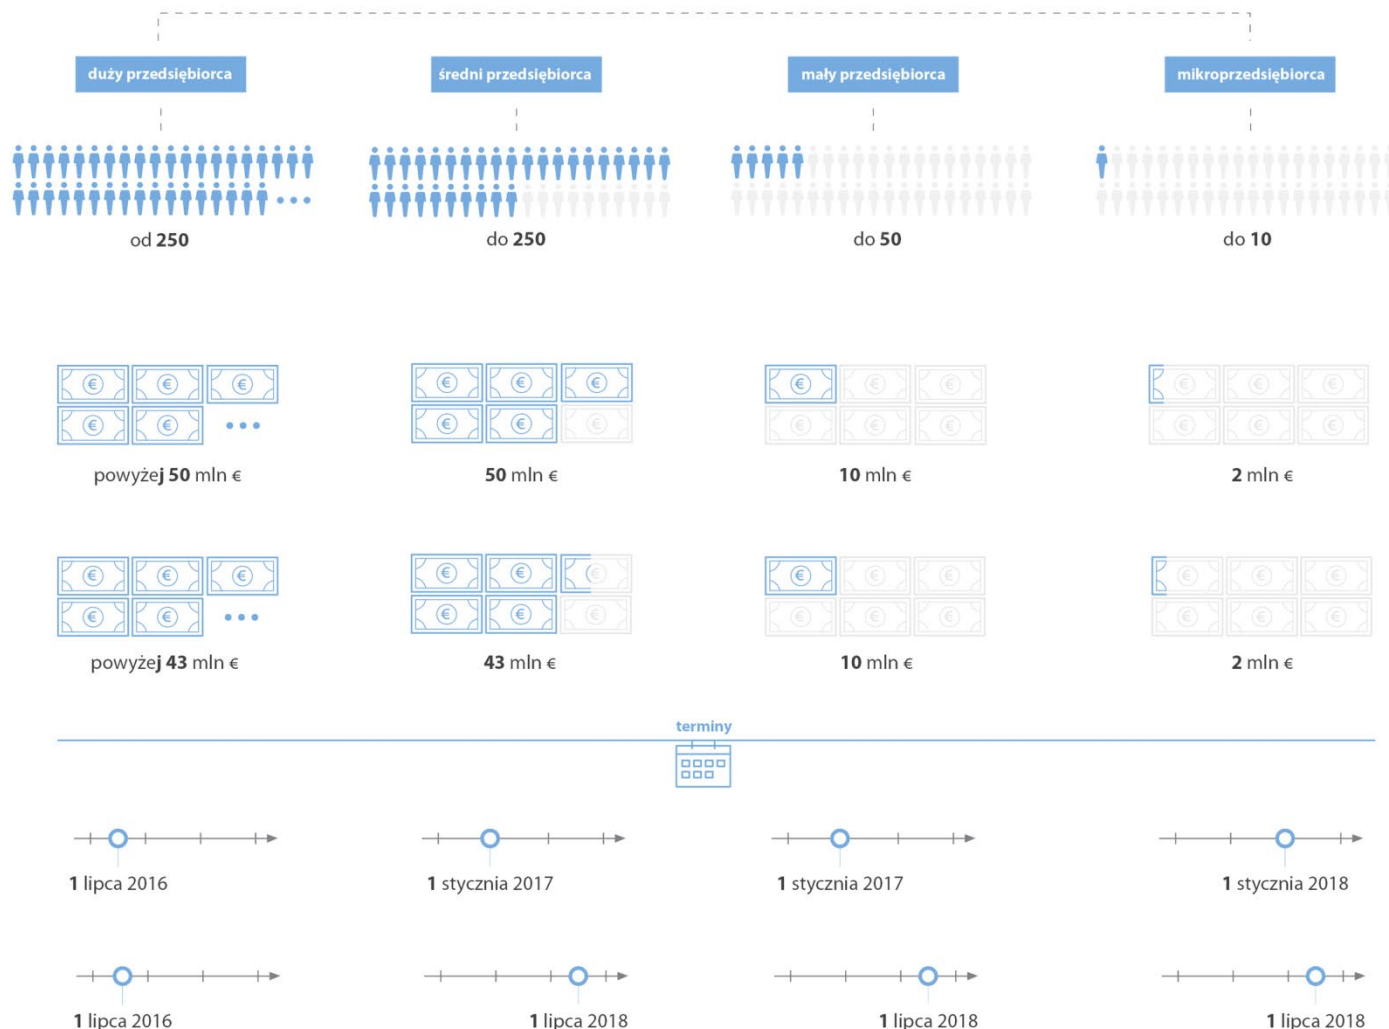 duży przedsiębiorca
średni przedsiębiorca
mały przedsiębiorca
mikroprzedsiębiorca
od 250
do 250
do 50
do 10
powyżej 50 mln €
50 mln €
10 mln €
2 mln €
powyżej 43 mln €
43 mln €
10 mln €
2 mln €
terminy
1 lipca 2016
1 stycznia 2017
1 stycznia 2017
1 stycznia 2018
1 lipca 2016
1 lipca 2018
1 lipca 2018
1 lipca 2018